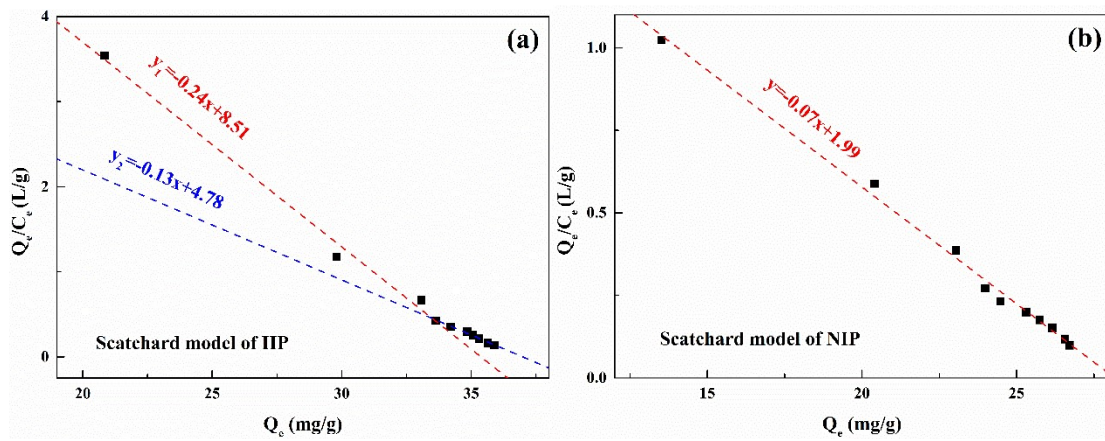 (a)
4
2
0
Qe/Ce (L/g)
y1=-0.24x+8.51
y2=-0.13x+4.78
Scatchard model of IIP
20 25 30 35
Qe (mg/g)
(b)
1.0
0.5
0.0
Qe/Ce (L/g)
y=-0.07x+1.99
Scatchard model of NIP
15 20 25
Qe (mg/g)